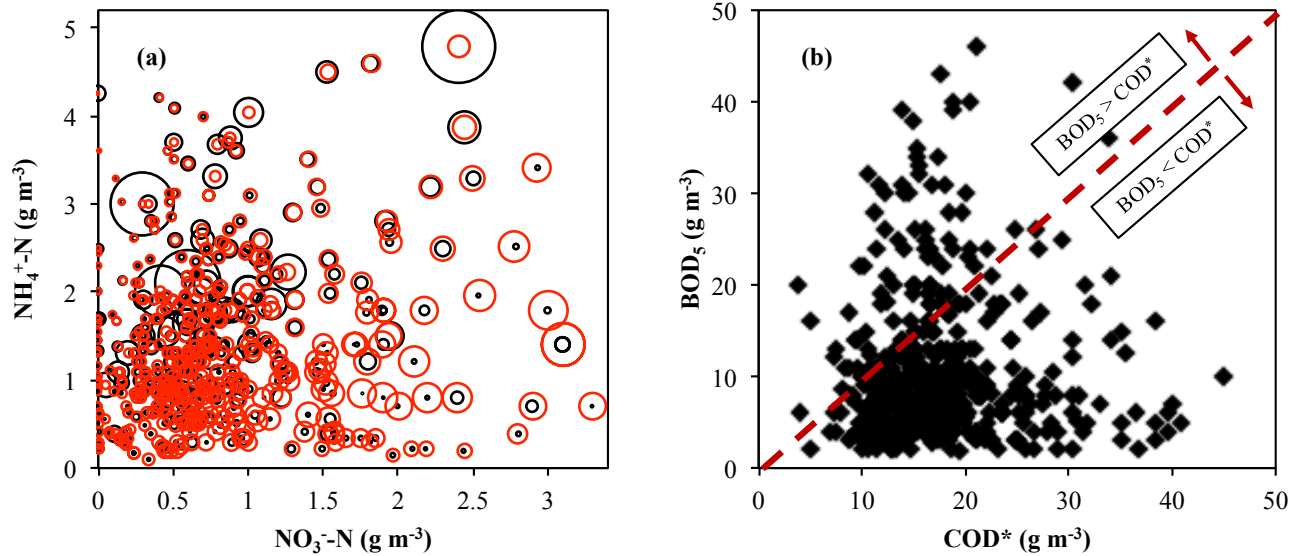 (a)
5
4
3
2
1
0
NH₄⁺-N (g m⁻³)
0 0.5 1 1.5 2 2.5 3
NO₃⁻-N (g m⁻³)
(b)
50
40
30
20
10
0
BOD₅ (g m⁻³)
BOD₅ > COD*
BOD₅ < COD*
0 10 20 30 40 50
COD* (g m⁻³)